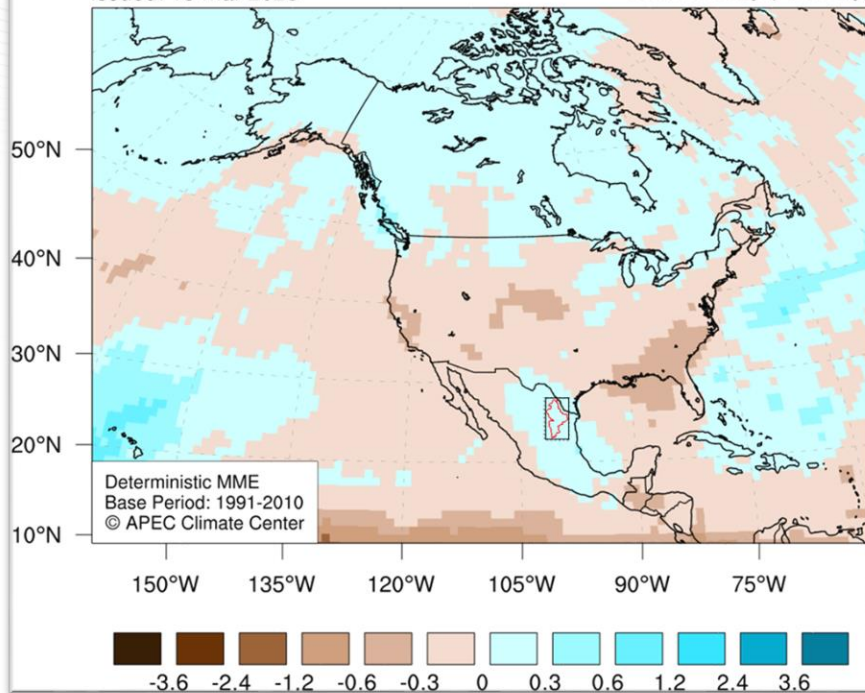 50°N
40°N
30°N
20°N
10°N
Deterministic MME
Base Period: 1991-2010
© APEC Climate Center
150°W 135°W 120°W 105°W 90°W 75°W
-3.6 -2.4 -1.2 -0.6 -0.3 0 0.3 0.6 1.2 2.4 3.6